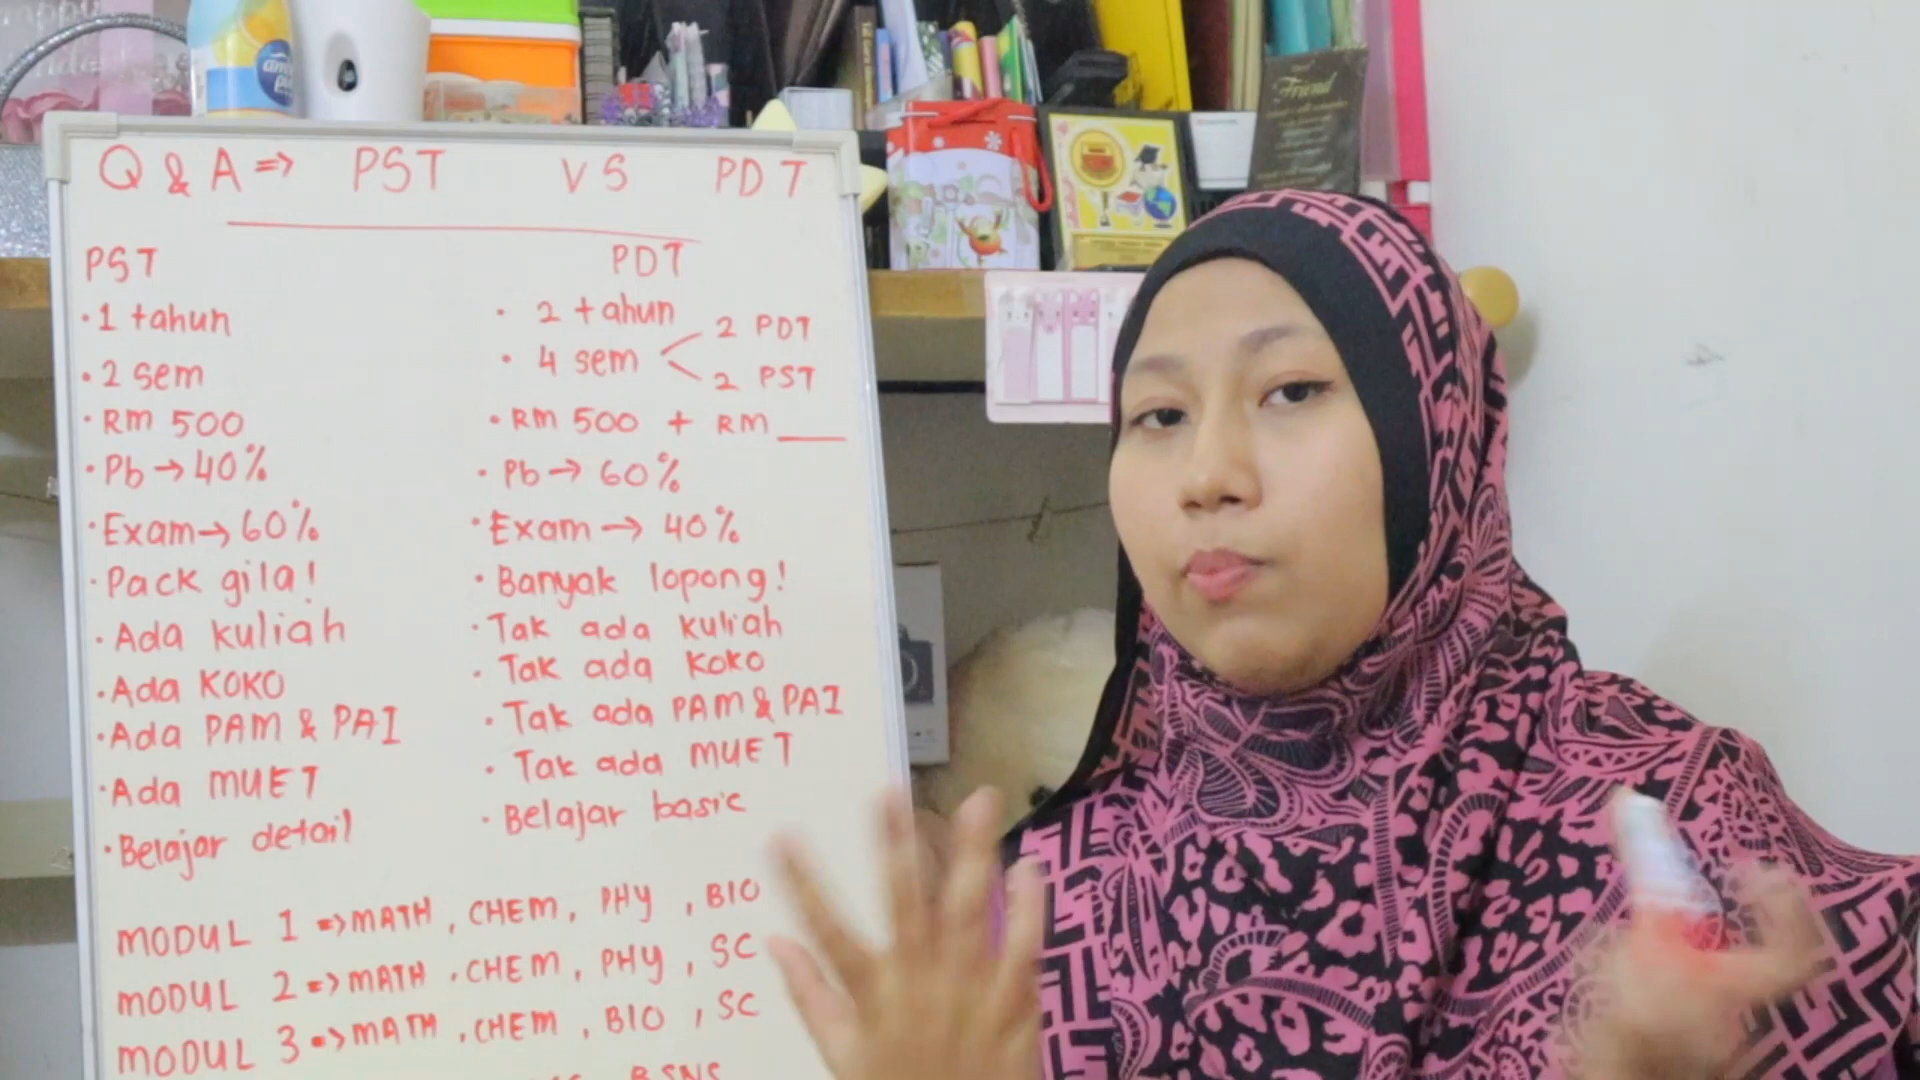 Q & A => PST VS PDT
PST
• 1 tahun
• 2 sem
• RM 500
• Pb → 40%
• Exam → 60%
• Pack gila!
• Ada kuliah
• Ada KOKO
• Ada PAM & PAI
• Ada MUET
• Belajar detail
PDT
• 2 tahun
• 4 sem < 2 PDT
2 PST
• RM 500 + RM ___
• Pb → 60%
• Exam → 40%
• Banyak lopong!
• Tak ada kuliah
• Tak ada KOKO
• Tak ada PAM & PAI
• Tak ada MUET
• Belajar basic
MODUL 1 => MATH, CHEM, PHY, BIO
MODUL 2 => MATH, CHEM, PHY, SC
MODUL 3 => MATH, CHEM, BIO, SC
Friend